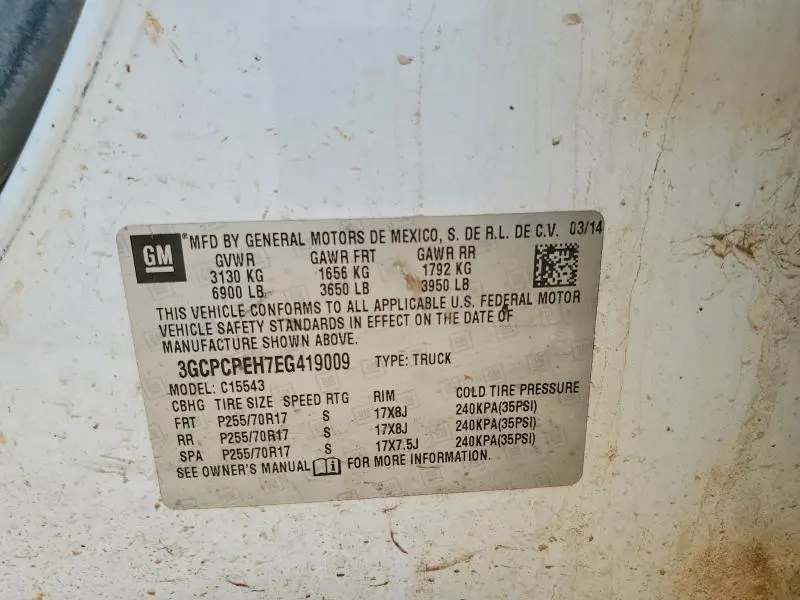 GM
*MFD BY GENERAL MOTORS DE MEXICO, S. DE R.L. DE C.V. 03/14
GVWR GAWR FRT GAWR RR
3130 KG 1656 KG 1792 KG
6900 LB 3650 LB 3950 LB
THIS VEHICLE CONFORMS TO ALL APPLICABLE U.S. FEDERAL MOTOR
VEHICLE SAFETY STANDARDS IN EFFECT ON THE DATE OF
MANUFACTURE SHOWN ABOVE.
3GCPCPEH7EG419009 TYPE: TRUCK
MODEL: C15543
CBHG TIRE SIZE SPEED RTG RIM COLD TIRE PRESSURE
FRT P255/70R17 S 17X8J 240KPA(35PSI)
RR P255/70R17 S 17X8J 240KPA(35PSI)
SPA P255/70R17 S 17X7.5J 240KPA(35PSI)
SEE OWNER'S MANUAL FOR MORE INFORMATION.